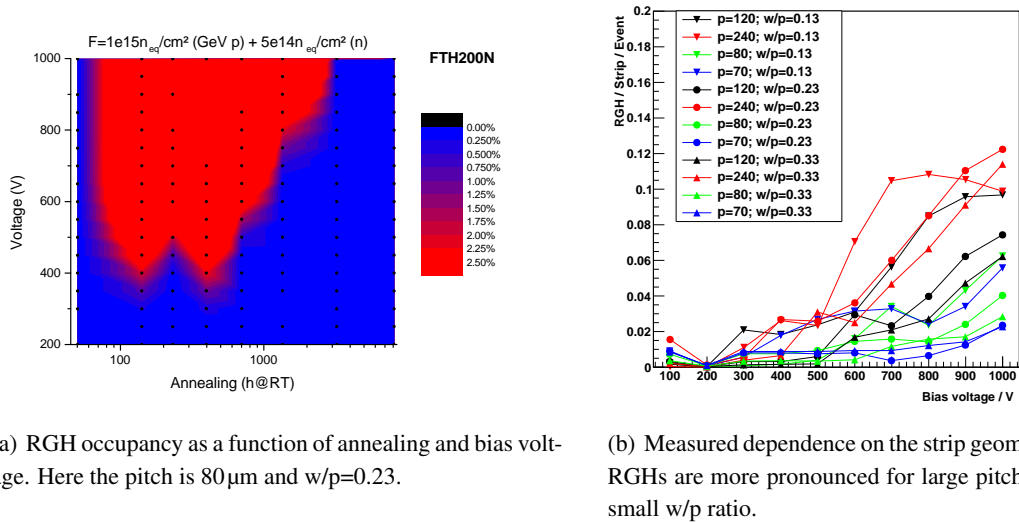 F=1e15n_eq/cm² (GeV p) + 5e14n_eq/cm² (n)
FTH200N
1000
800
600
400
200
Voltage (V)
100
1000
Annealing (h@RT)
0.00%
0.250%
0.500%
0.750%
1.00%
1.25%
1.50%
1.75%
2.00%
2.25%
2.50%
a) RGH occupancy as a function of annealing and bias volt-
ge. Here the pitch is 80µm and w/p=0.23.
RGH / Strip / Event
0.2
0.18
0.16
0.14
0.12
0.1
0.08
0.06
0.04
0.02
0
p=120; w/p=0.13
p=240; w/p=0.13
p=80; w/p=0.13
p=70; w/p=0.13
p=120; w/p=0.23
p=240; w/p=0.23
p=80; w/p=0.23
p=70; w/p=0.23
p=120; w/p=0.33
p=240; w/p=0.33
p=80; w/p=0.33
p=70; w/p=0.33
100 200 300 400 500 600 700 800 900 1000
Bias voltage / V
(b) Measured dependence on the strip geom
RGHs are more pronounced for large pitch
small w/p ratio.